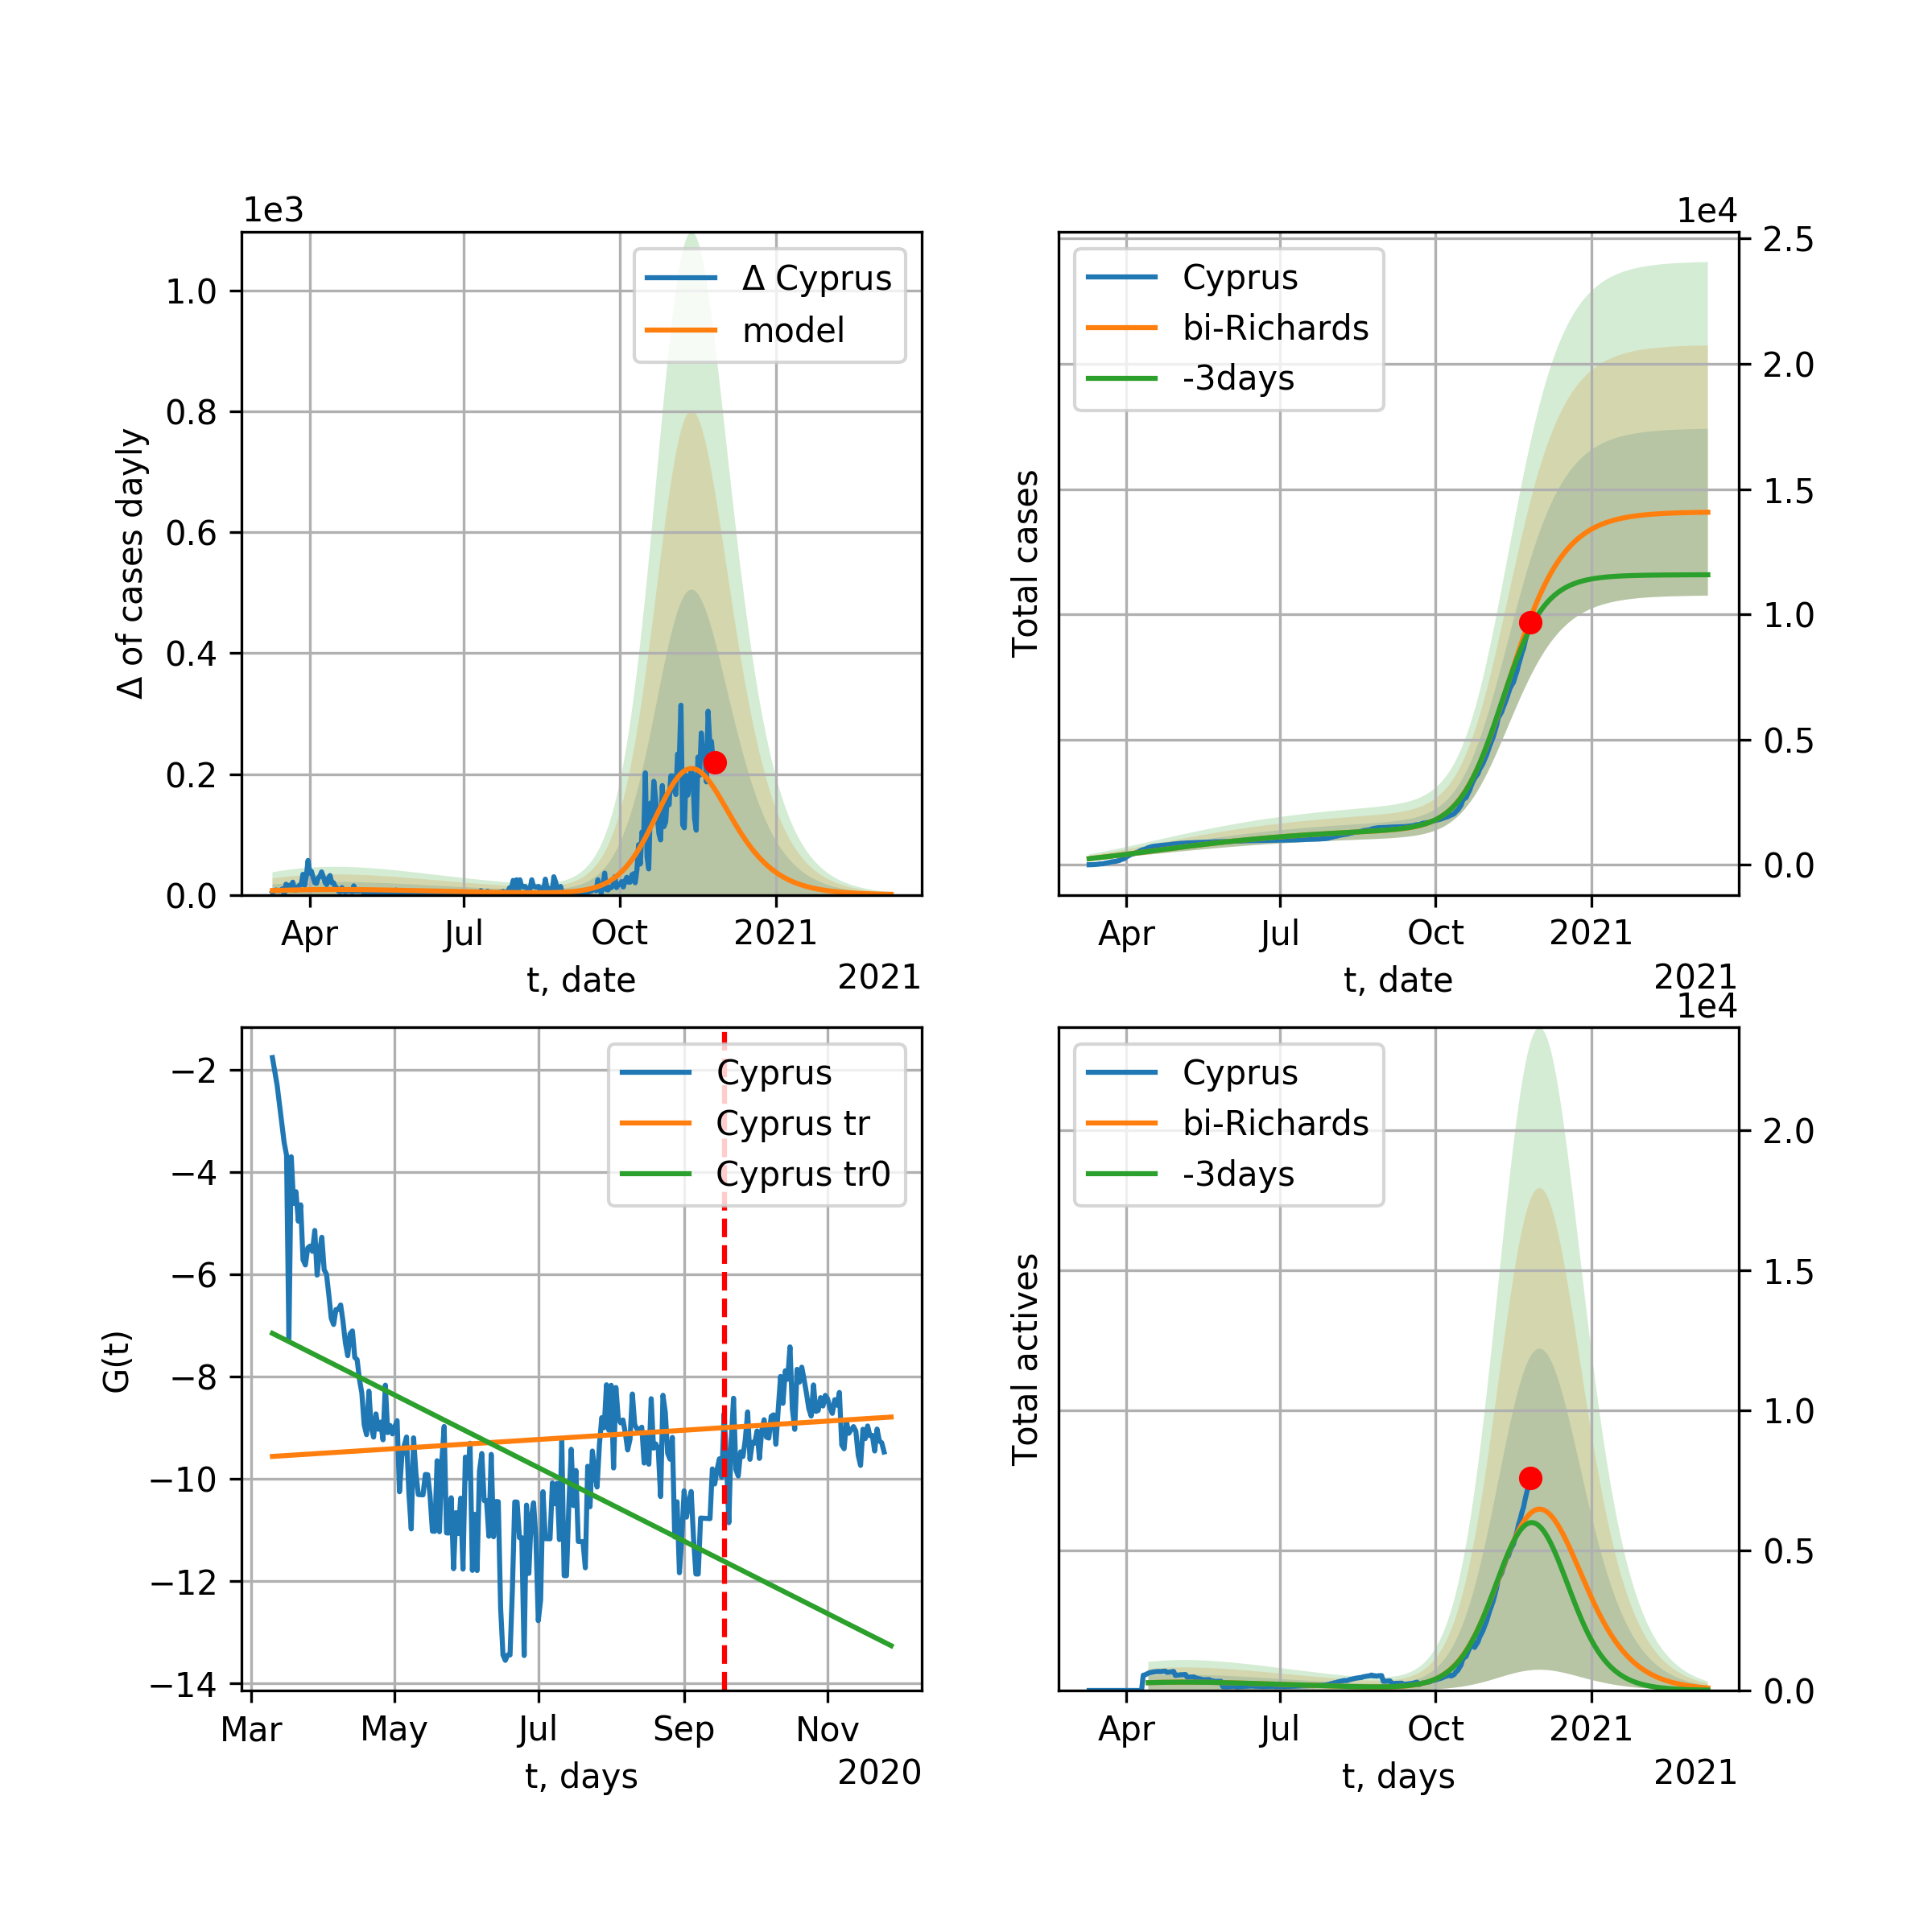 1e3
Δ of cases dayly
1.0
0.8
0.6
0.4
0.2
0.0
Δ Cyprus
model
Apr Jul Oct 2021
t, date
2021
1e4
Total cases
Cyprus
bi-Richards
-3days
2.5
2.0
1.5
1.0
0.5
0.0
Apr Jul Oct 2021
t, date
2021
G(t)
−2
−4
−6
−8
−10
−12
−14
Cyprus
Cyprus tr
Cyprus tr0
Mar May Jul Sep Nov
t, days
2020
1e4
Total actives
Cyprus
bi-Richards
-3days
2.0
1.5
1.0
0.5
0.0
Apr Jul Oct 2021
t, days
2021